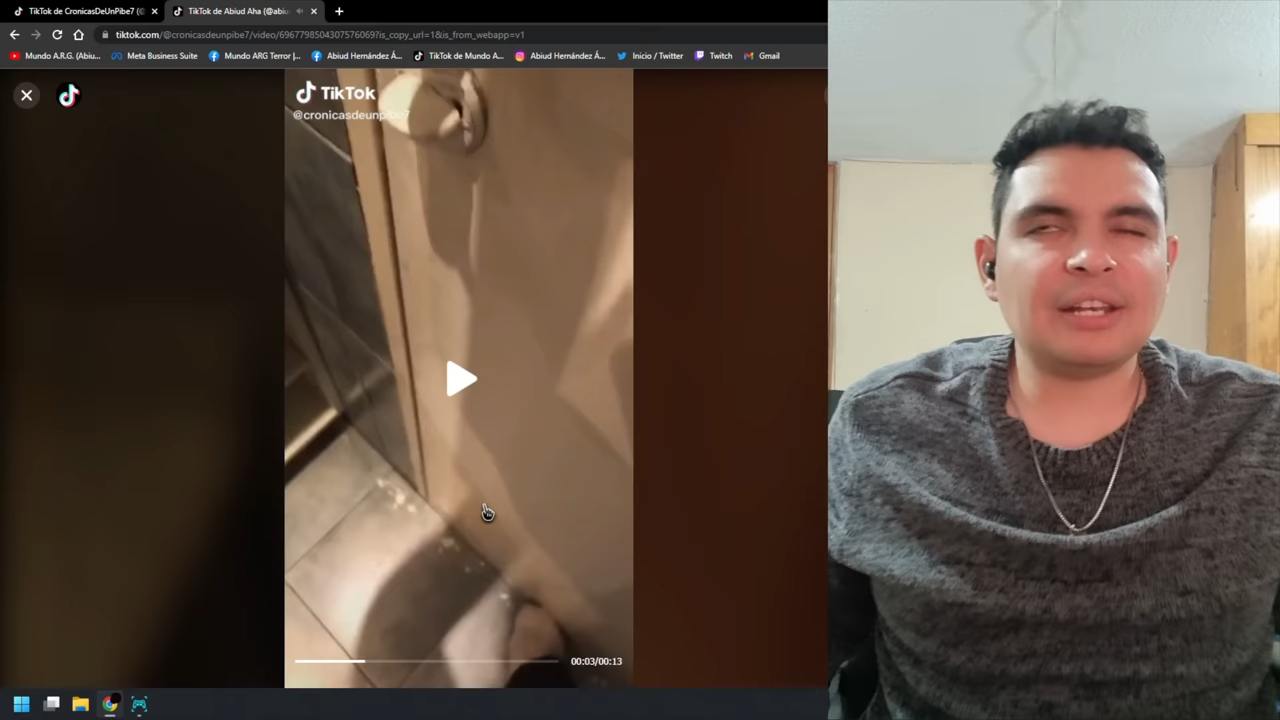 TikTok de CronicasDeUnPibe7 (@
TikTok de Abiud Aha (@abiu
tiktok.com/@cronicasdeunpibe7/video/6967798504307576069?is_copy_url=1&is_from_webapp=v1
Mundo A.R.G. (Abiu...
Meta Business Suite
Mundo ARG Terror |...
Abiud Hernández Á...
TikTok de Mundo A...
Abiud Hernández Á...
Inicio / Twitter
Twitch
Gmail
TikTok
@cronicasdeunpibe7
00:03/00:13